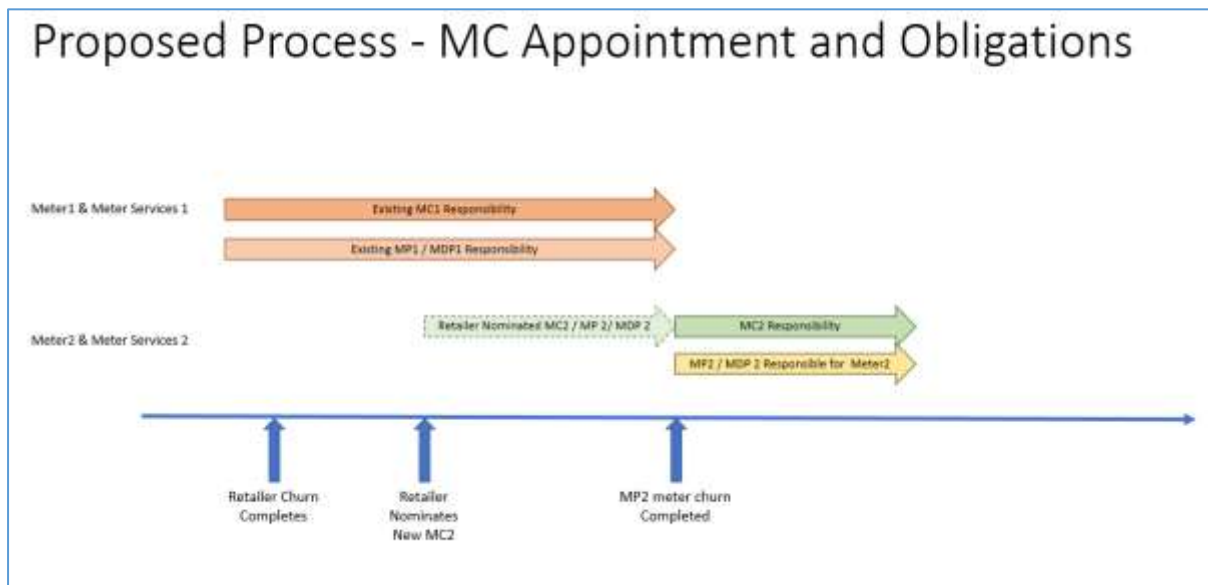 Proposed Process - MC Appointment and Obligations
Meter1 & Meter Services 1
Existing MC1 Responsibility
Existing MP1 / MDP1 Responsibility
Meter2 & Meter Services 2
Retailer Nominated MC2 / MP 2/ MDP 2
MC2 Responsibility
MP2 / MDP 2 Responsible for Meter2
Retailer Churn
Completes
Retailer
Nominates
New MC2
MP2 meter churn
Completed